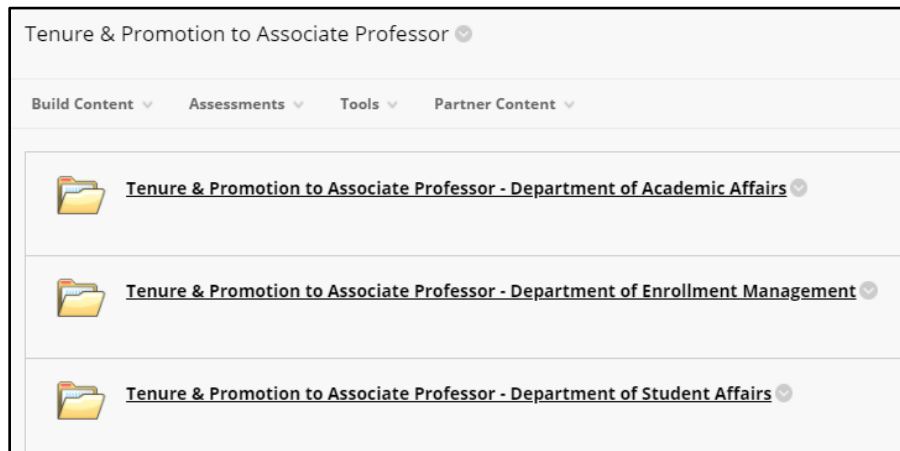 Tenure & Promotion to Associate Professor
Build Content Assessments Tools Partner Content
Tenure & Promotion to Associate Professor - Department of Academic Affairs
Tenure & Promotion to Associate Professor - Department of Enrollment Management
Tenure & Promotion to Associate Professor - Department of Student Affairs